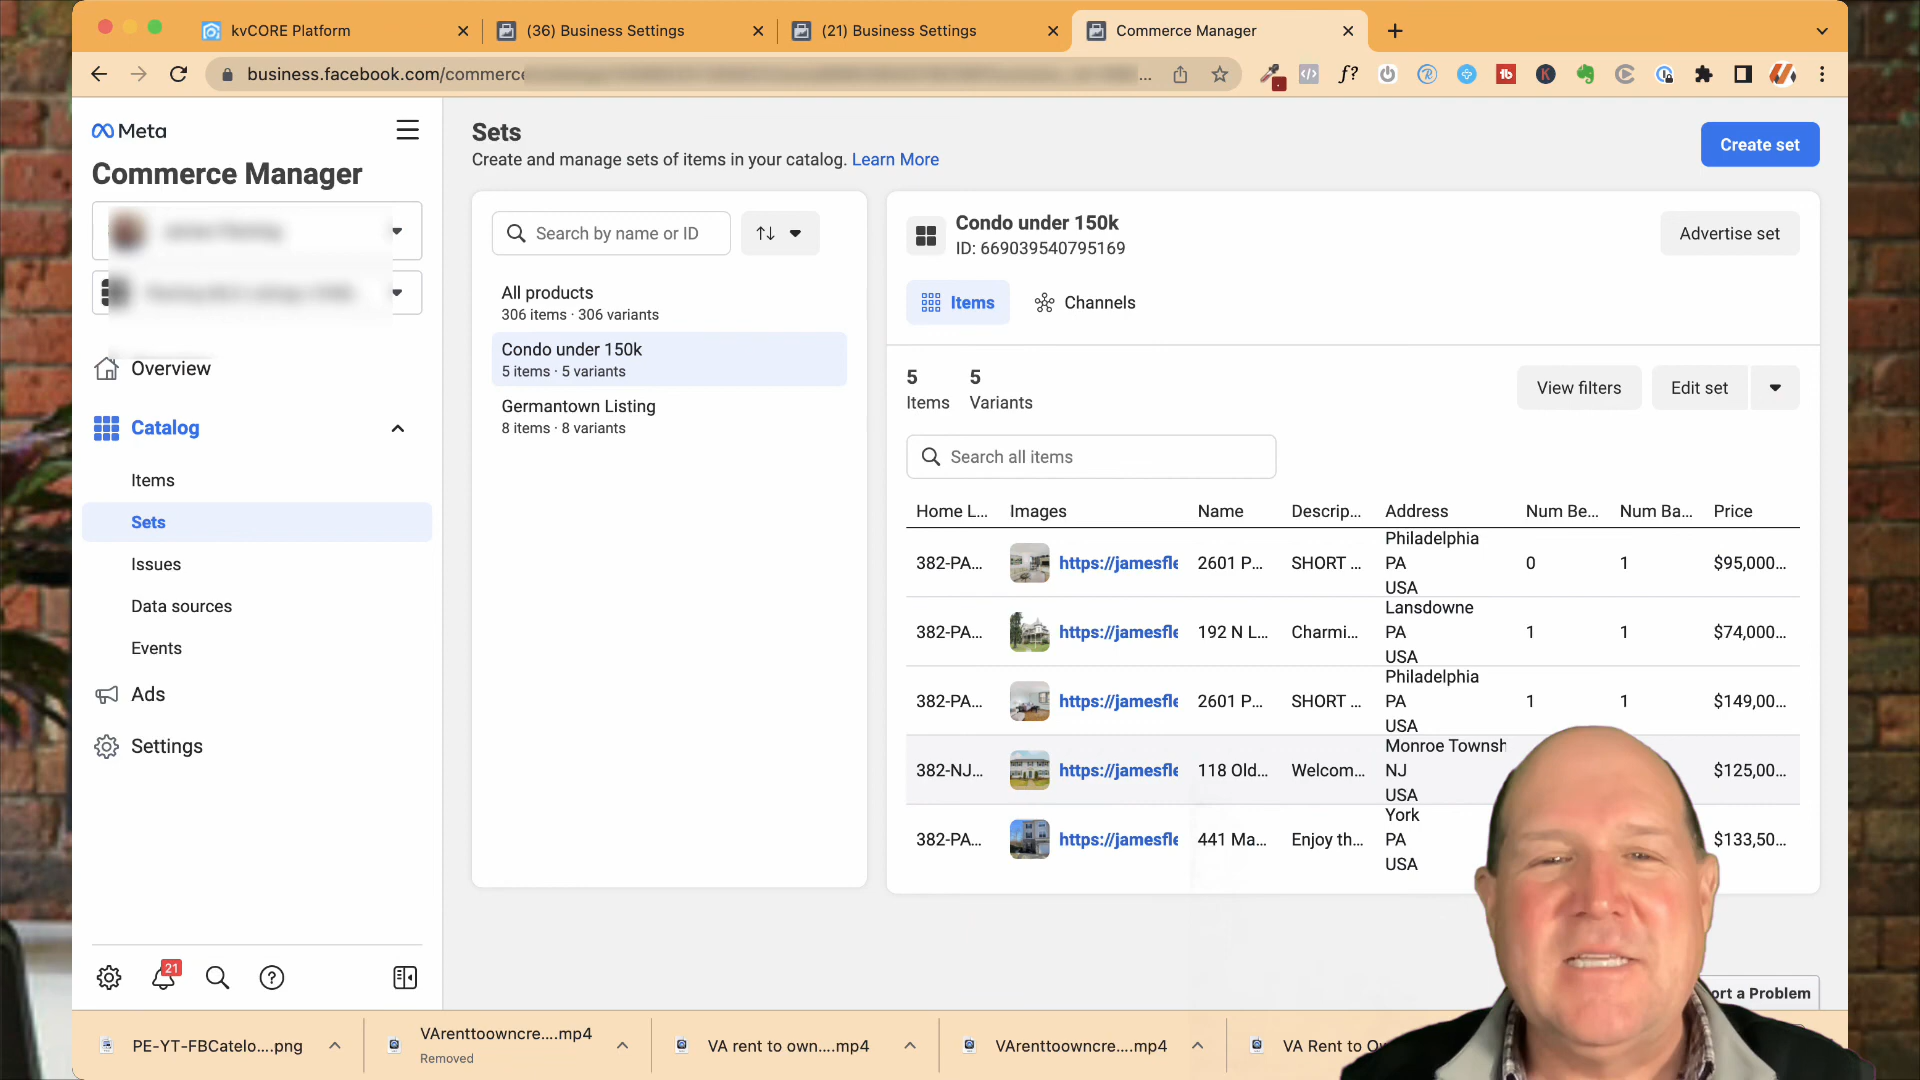 kvCORE Platform
(36) Business Settings
(21) Business Settings
Commerce Manager
business.facebook.com/commerce
...
f?
tb
K
Meta
Commerce Manager
Overview
Catalog
Items
Sets
Issues
Data sources
Events
Ads
Settings
21
Sets
Create and manage sets of items in your catalog. Learn More
Create set
Search by name or ID
All products
306 items · 306 variants
Condo under 150k
5 items · 5 variants
Germantown Listing
8 items · 8 variants
Condo under 150k
ID: 669039540795169
Advertise set
Items
Channels
5 Items
5 Variants
View filters
Edit set
Search all items
Home L... Images Name Descrip... Address Num Be... Num Ba... Price
382-PA... https://jamesfle 2601 P... SHORT ... Philadelphia PA USA 0 1 $95,000...
382-PA... https://jamesfle 192 N L... Charmi... Lansdowne PA USA 1 1 $74,000...
382-PA... https://jamesfle 2601 P... SHORT ... Philadelphia PA USA 1 1 $149,00...
382-NJ... https://jamesfle 118 Old... Welcom... Monroe Townsh NJ USA $125,00...
382-PA... https://jamesfle 441 Ma... Enjoy th... York PA USA $133,50...
ort a Problem
PE-YT-FBCatelo....png
VArenttoowncre....mp4
Removed
VA rent to own....mp4
VArenttoowncre....mp4
VA Rent to O